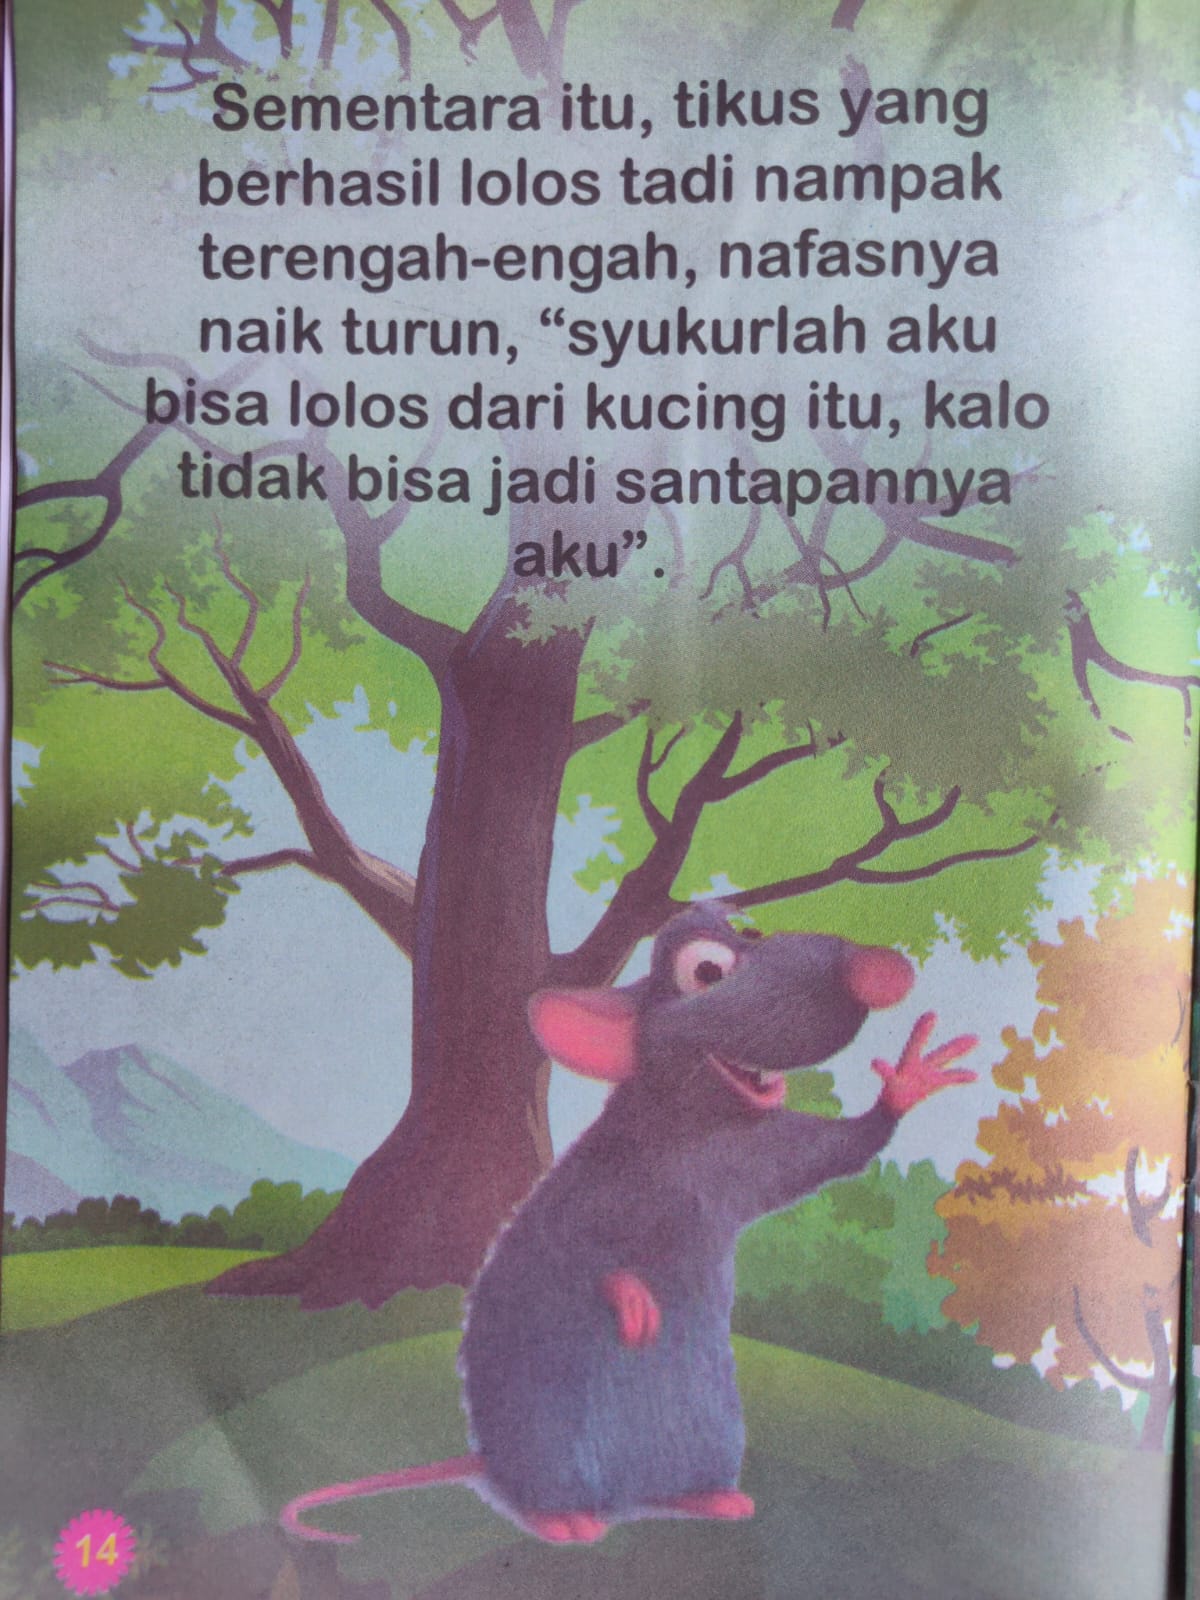 Sementara itu, tikus yang
berhasil lolos tadi nampak
terengah-engah, nafasnya
naik turun, “syukurlah aku
bisa lolos dari kucing itu, kalo
tidak bisa jadi santapannya
aku”.
14